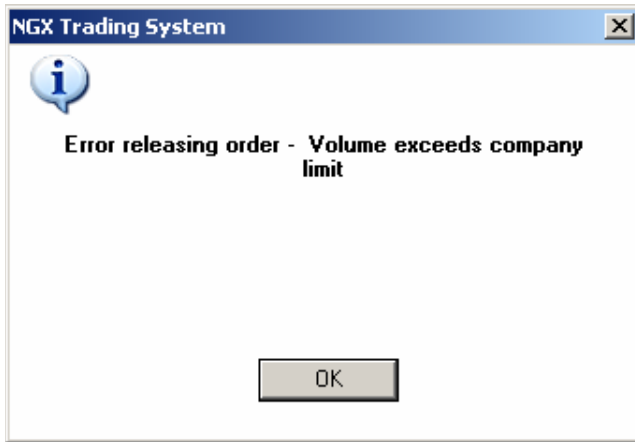 NGX Trading System
Error releasing order -  Volume exceeds company
limit
OK